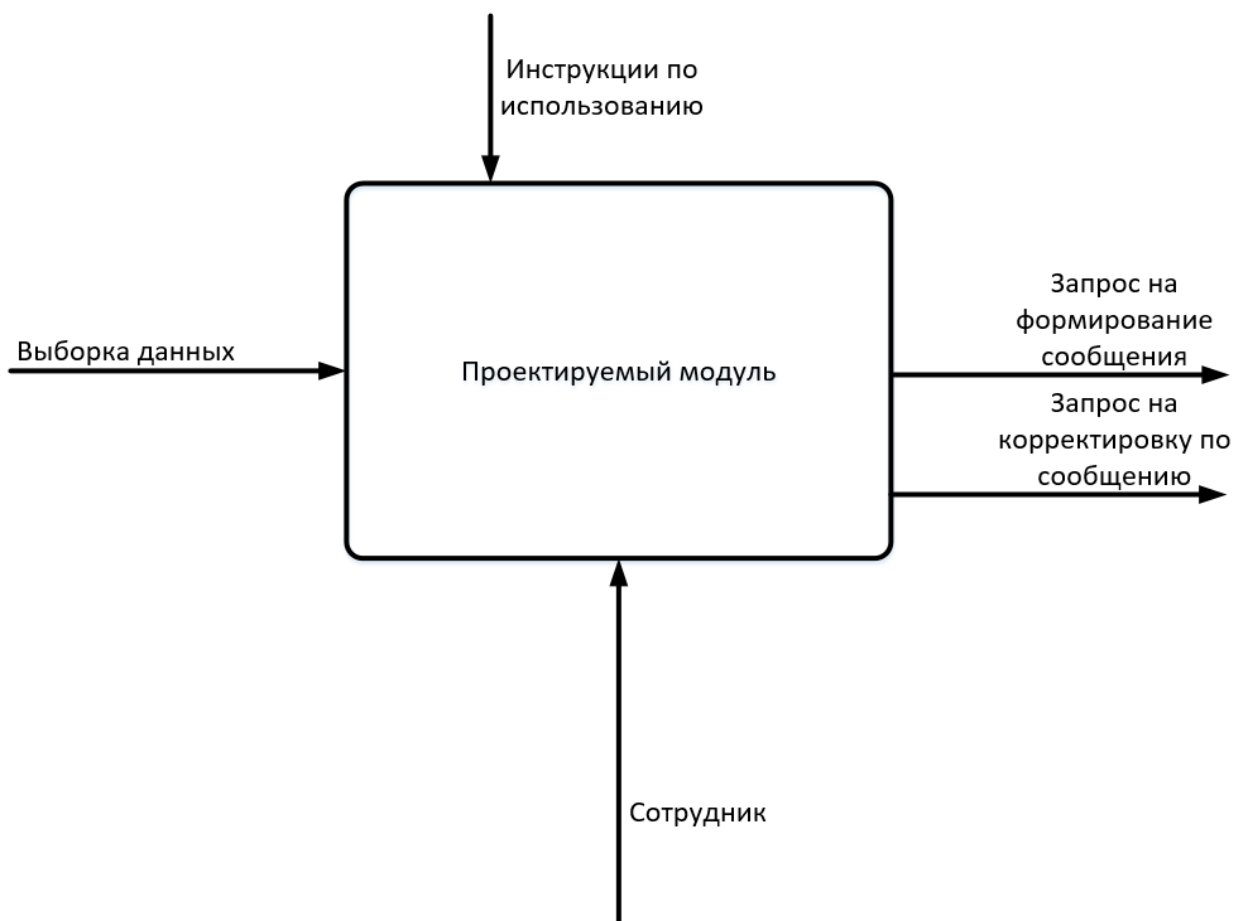 Инструкции по
использованию
Запрос на
формирование
сообщения
Выборка данных
Проектируемый модуль
Запрос на
корректировку по
сообщению
Сотрудник